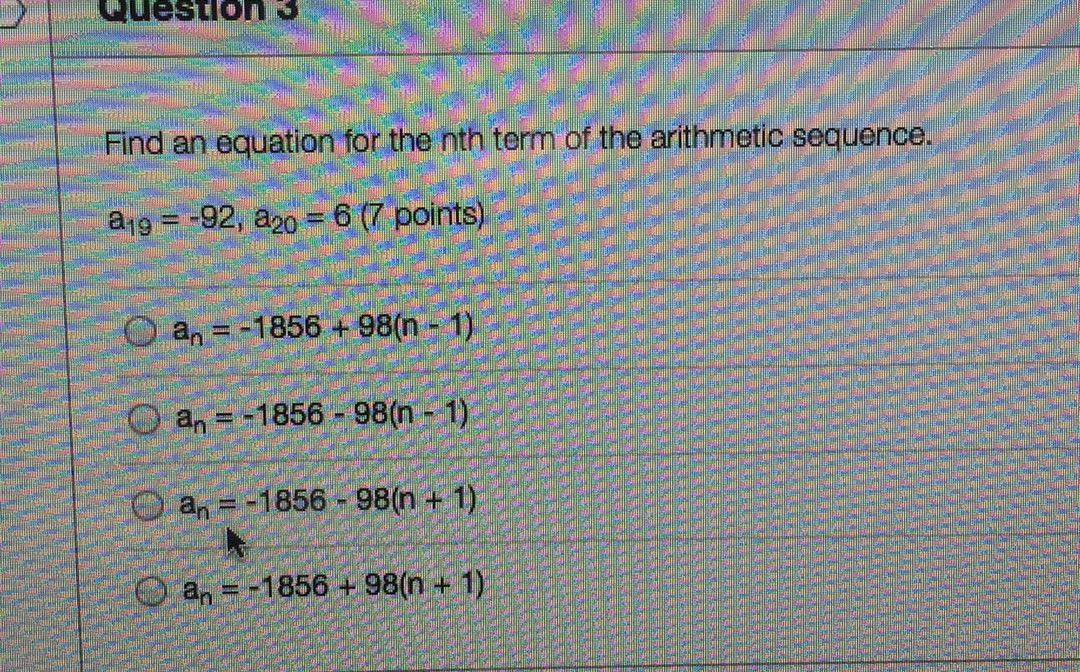 Question 3
Find an equation for the nth term of the arithmetic sequence.
a₁₉ = -92, a₂₀ = 6 (7 points)
aₙ = -1856 + 98(n - 1)
aₙ = -1856 - 98(n - 1)
aₙ = -1856 - 98(n + 1)
aₙ = -1856 + 98(n + 1)